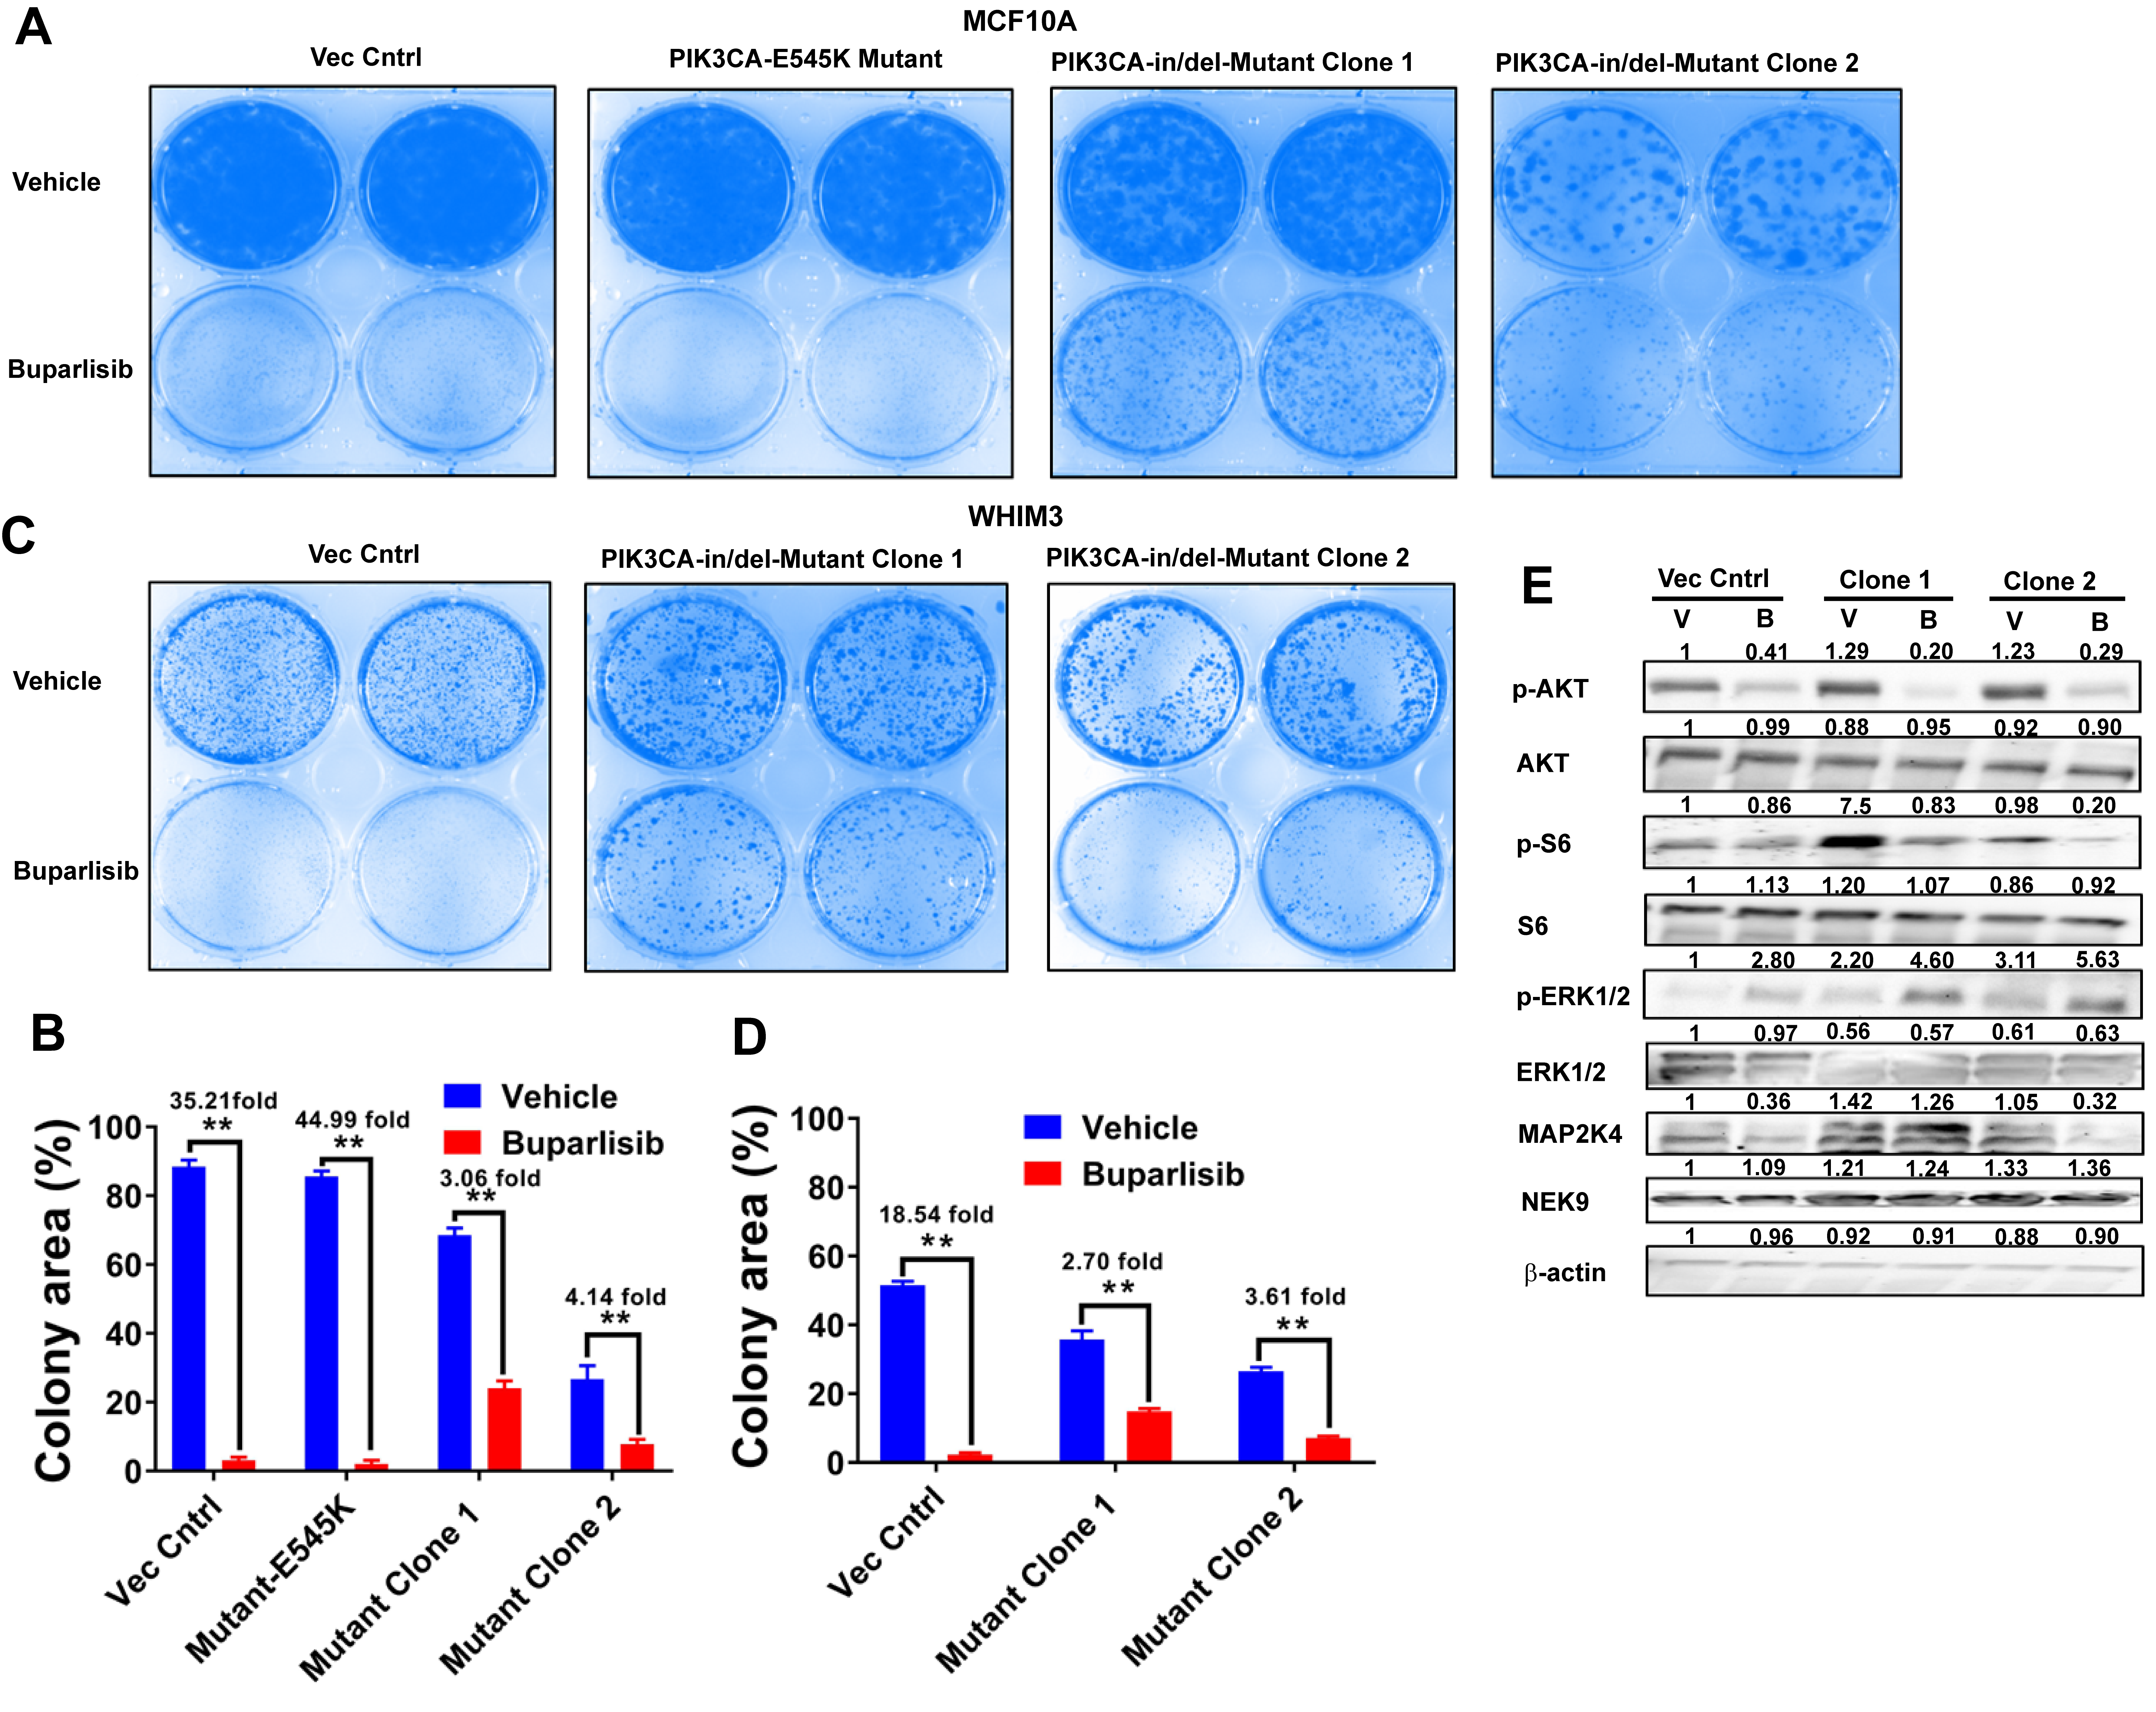 A
MCF10A
Vec Cntrl
PIK3CA-E545K Mutant
PIK3CA-in/del-Mutant Clone 1
PIK3CA-in/del-Mutant Clone 2
Vehicle
Buparlisib
C
WHIM3
Vec Cntrl
PIK3CA-in/del-Mutant Clone 1
PIK3CA-in/del-Mutant Clone 2
Vehicle
Buparlisib
B
Colony area (%)
100
80
60
40
20
0
35.21fold
**
44.99 fold
**
3.06 fold
**
4.14 fold
**
Vehicle
Buparlisib
Vec Cntrl
Mutant-E545K
Mutant Clone 1
Mutant Clone 2
D
Colony area (%)
100
80
60
40
20
0
18.54 fold
**
2.70 fold
**
3.61 fold
**
Vehicle
Buparlisib
Vec Cntrl
Mutant Clone 1
Mutant Clone 2
E
Vec Cntrl Clone 1 Clone 2
V B V B V B
1 0.41 1.29 0.20 1.23 0.29
p-AKT
1 0.99 0.88 0.95 0.92 0.90
AKT
1 0.86 7.5 0.83 0.98 0.20
p-S6
1 1.13 1.20 1.07 0.86 0.92
S6
1 2.80 2.20 4.60 3.11 5.63
p-ERK1/2
1 0.97 0.56 0.57 0.61 0.63
ERK1/2
1 0.36 1.42 1.26 1.05 0.32
MAP2K4
1 1.09 1.21 1.24 1.33 1.36
NEK9
1 0.96 0.92 0.91 0.88 0.90
β-actin